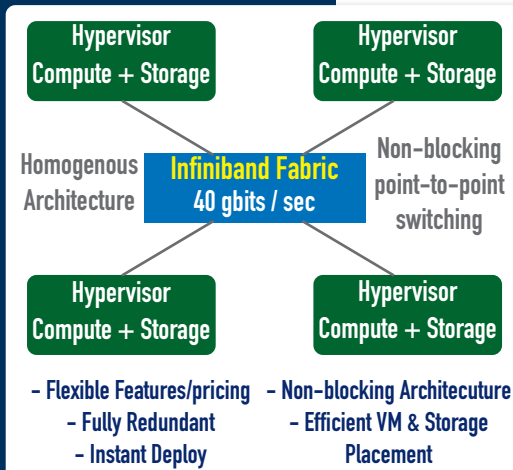 Hypervisor
Compute + Storage
Hypervisor
Compute + Storage
Homogenous
Architecture
Infiniband Fabric
40 gbits / sec
Non-blocking
point-to-point
switching
Hypervisor
Compute + Storage
Hypervisor
Compute + Storage
- Flexible Features/pricing
- Fully Redundant
- Instant Deploy
- Non-blocking Architecuture
- Efficient VM & Storage
Placement